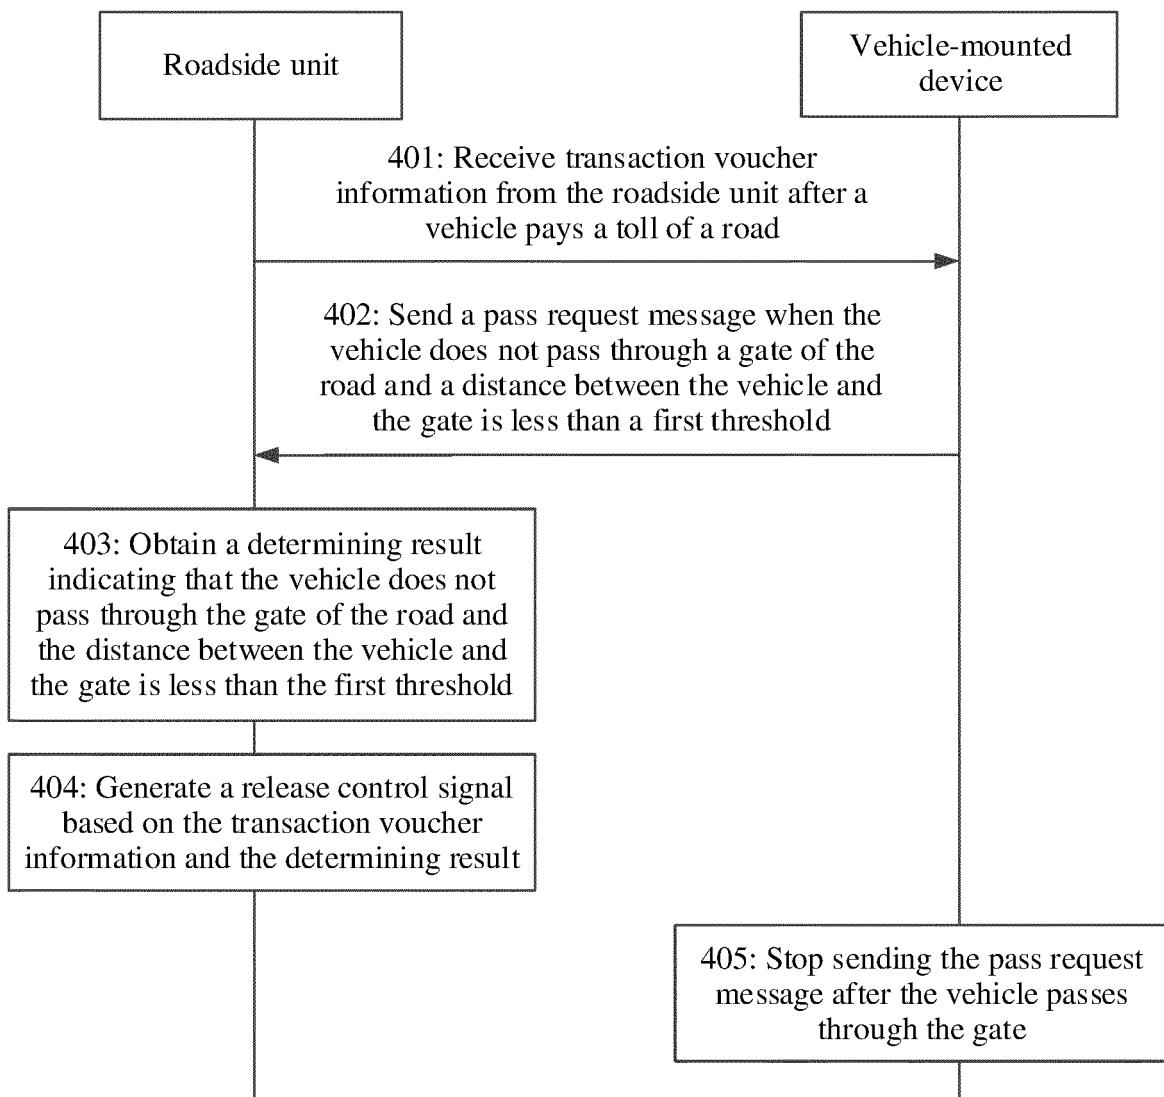 Roadside unit
Vehicle-mounted
device
401: Receive transaction voucher
information from the roadside unit after a
vehicle pays a toll of a road
402: Send a pass request message when the
vehicle does not pass through a gate of the
road and a distance between the vehicle and
the gate is less than a first threshold
403: Obtain a determining result
indicating that the vehicle does not
pass through the gate of the road and
the distance between the vehicle and
the gate is less than the first threshold
404: Generate a release control signal
based on the transaction voucher
information and the determining result
405: Stop sending the pass request
message after the vehicle passes
through the gate